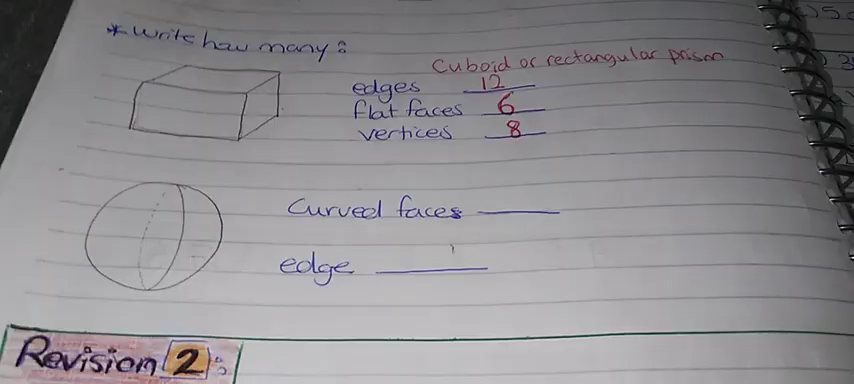 * Write how many :
Cuboid or rectangular prism
edges 12
flat faces 6
vertices 8
Curved faces
edge
Revision 2 :